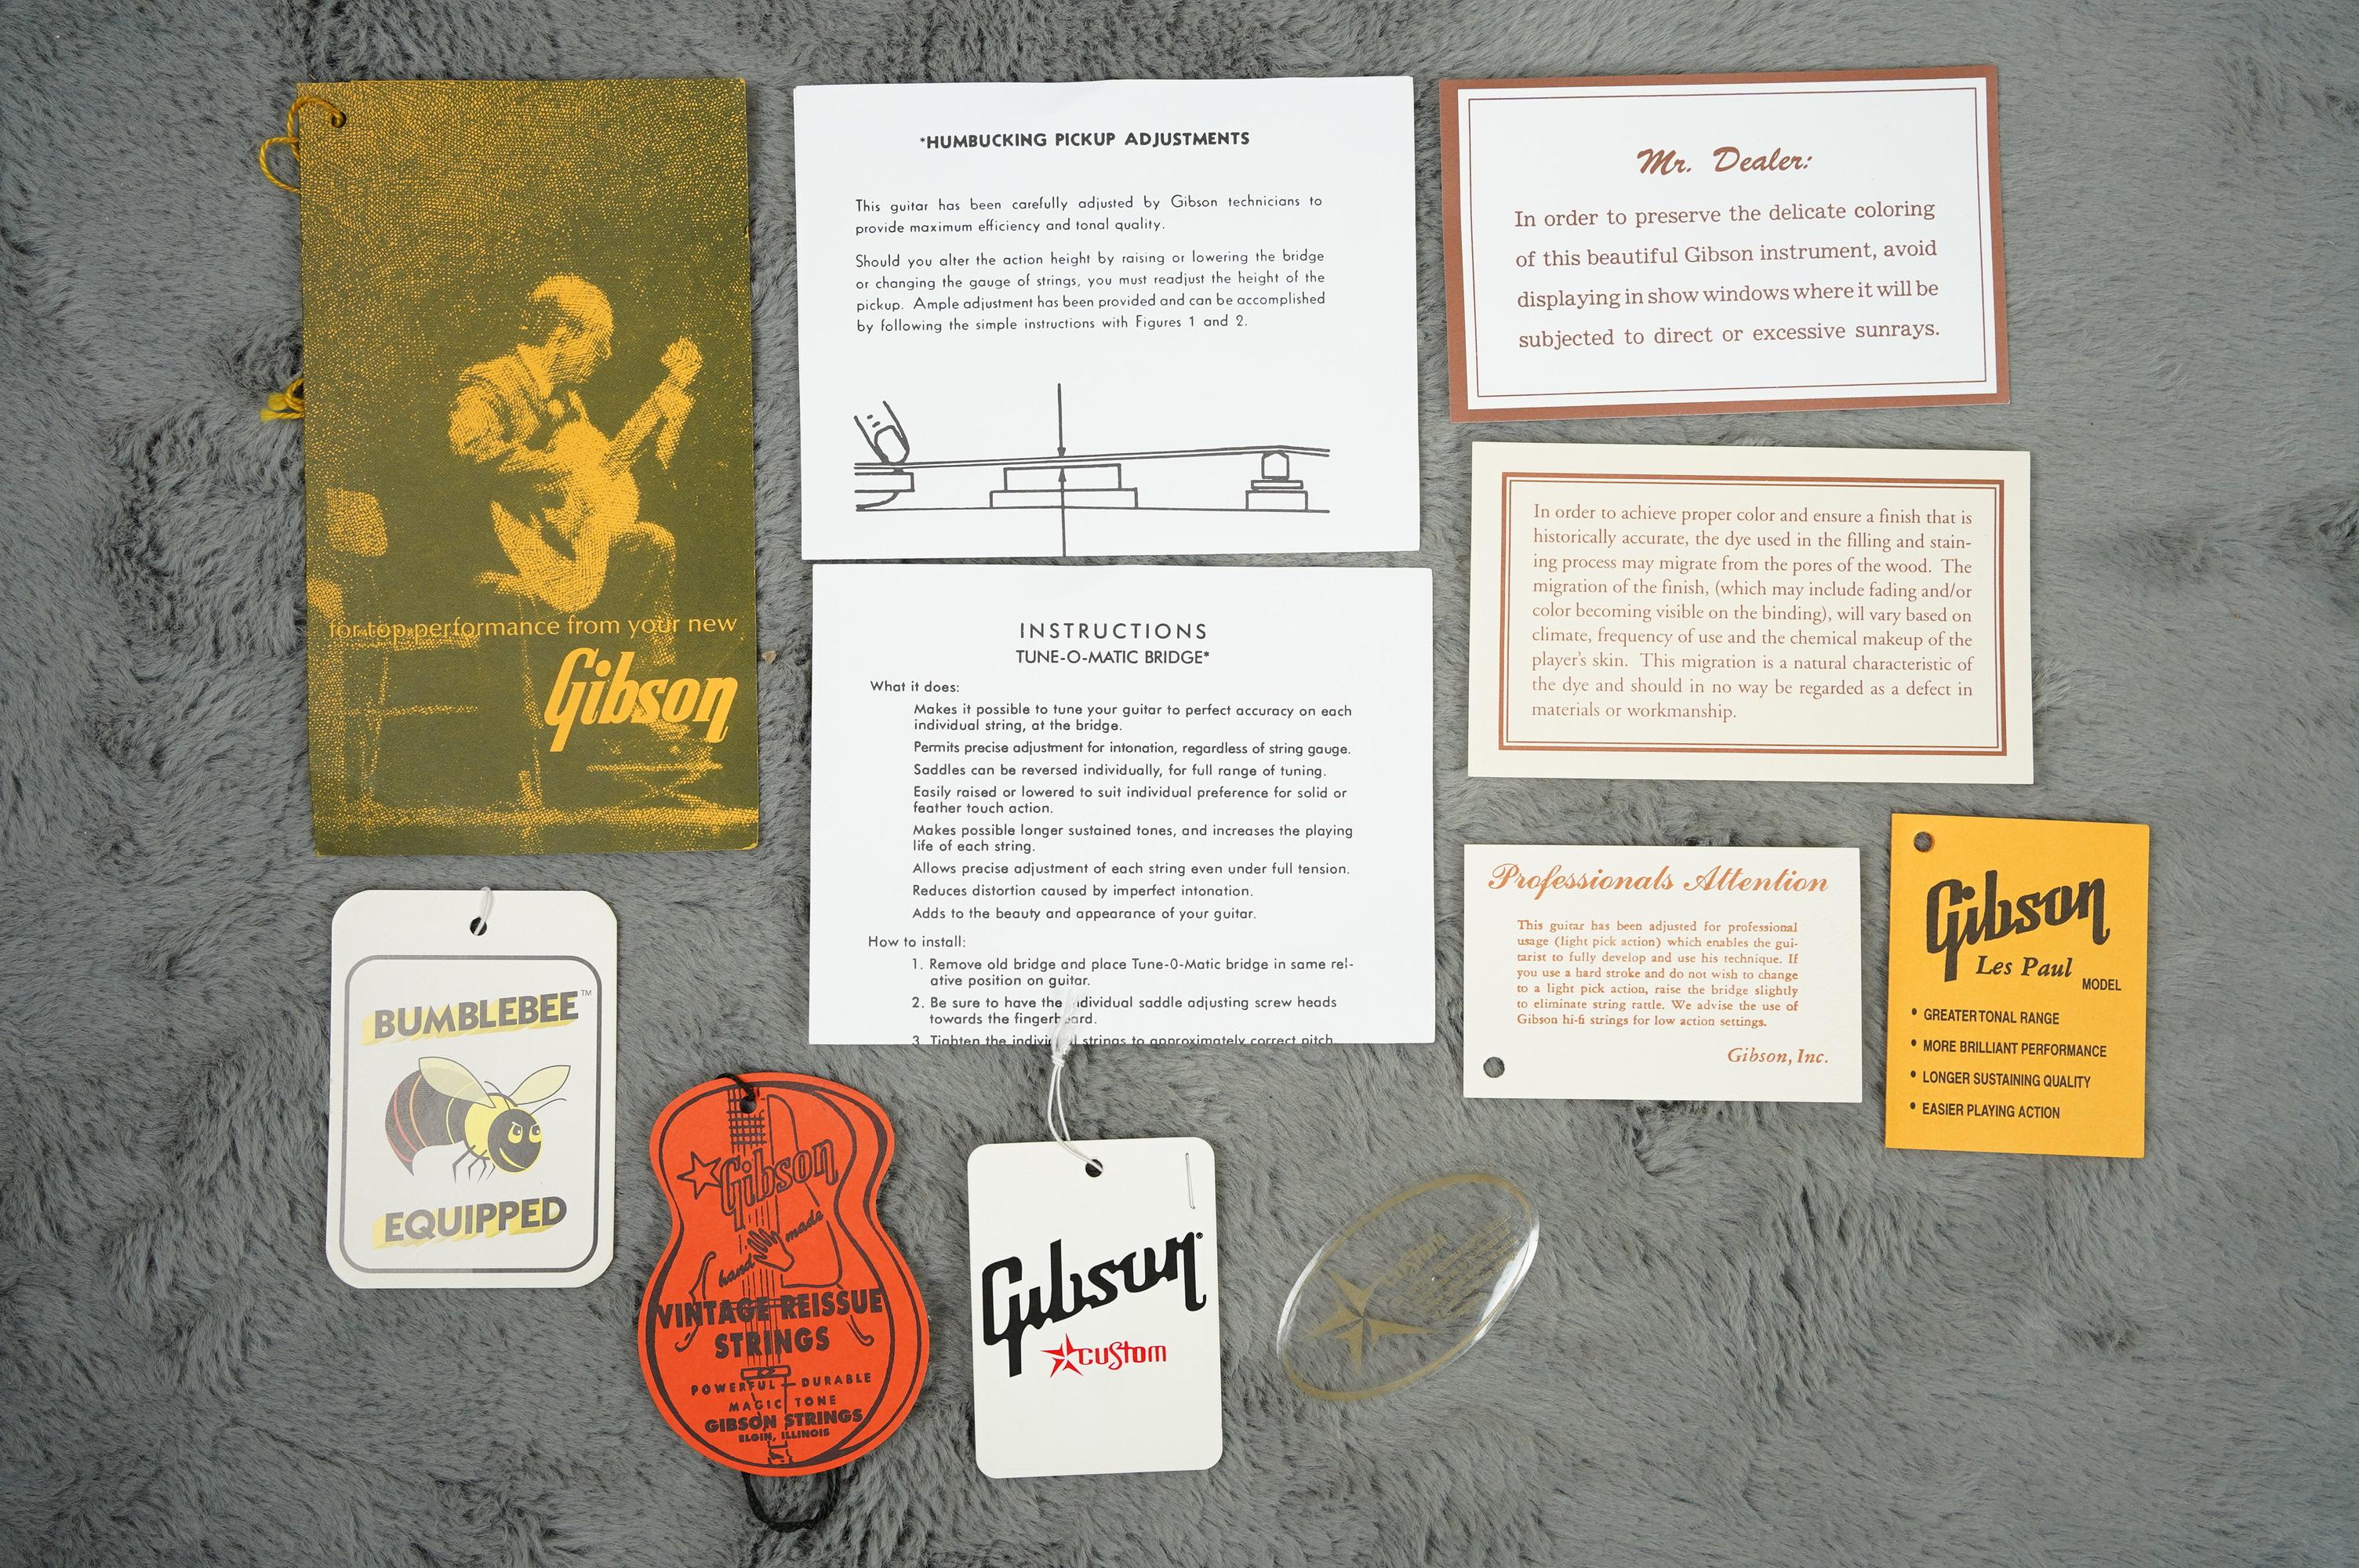 for top performance from your new
Gibson
*HUMBUCKING PICKUP ADJUSTMENTS
This guitar has been carefully adjusted by Gibson technicians to
provide maximum efficiency and tonal quality.
Should you alter the action height by raising or lowering the bridge
or changing the gauge of strings, you must readjust the height of the
pickup. Ample adjustment has been provided and can be accomplished
by following the simple instructions with Figures 1 and 2.
Mr. Dealer:
In order to preserve the delicate coloring
of this beautiful Gibson instrument, avoid
displaying in show windows where it will be
subjected to direct or excessive sunrays.
INSTRUCTIONS
TUNE-O-MATIC BRIDGE*
What it does:
Makes it possible to tune your guitar to perfect accuracy on each
individual string, at the bridge.
Permits precise adjustment for intonation, regardless of string gauge.
Saddles can be reversed individually, for full range of tuning.
Easily raised or lowered to suit individual preference for solid or
feather touch action.
Makes possible longer sustained tones, and increases the playing
life of each string.
Allows precise adjustment of each string even under full tension.
Reduces distortion caused by imperfect intonation.
Adds to the beauty and appearance of your guitar.
How to install:
1. Remove old bridge and place Tune-O-Matic bridge in same rel-
ative position on guitar.
2. Be sure to have the individual saddle adjusting screw heads
towards the fingerboard.
3. Tighten the individual strings to approximately correct pitch
In order to achieve proper color and ensure a finish that is
historically accurate, the dye used in the filling and stain-
ing process may migrate from the pores of the wood. The
migration of the finish, (which may include fading and/or
color becoming visible on the binding), will vary based on
climate, frequency of use and the chemical makeup of the
player's skin. This migration is a natural characteristic of
the dye and should in no way be regarded as a defect in
materials or workmanship.
Professionals Attention
This guitar has been adjusted for professional
usage (light pick action) which enables the gui-
tarist to fully develop and use his technique. If
you use a hard stroke and do not wish to change
to a light pick action, raise the bridge slightly
to eliminate string rattle. We advise the use of
Gibson hi-fi strings for low action settings.
Gibson, Inc.
Gibson
Les Paul
MODEL
• GREATER TONAL RANGE
• MORE BRILLIANT PERFORMANCE
• LONGER SUSTAINING QUALITY
• EASIER PLAYING ACTION
BUMBLEBEE™
EQUIPPED
Gibson
hand made
VINTAGE REISSUE
STRINGS
POWERFUL - DURABLE
MAGIC TONE
GIBSON STRINGS
ELGIN, ILLINOIS
Gibson®
custom
custom